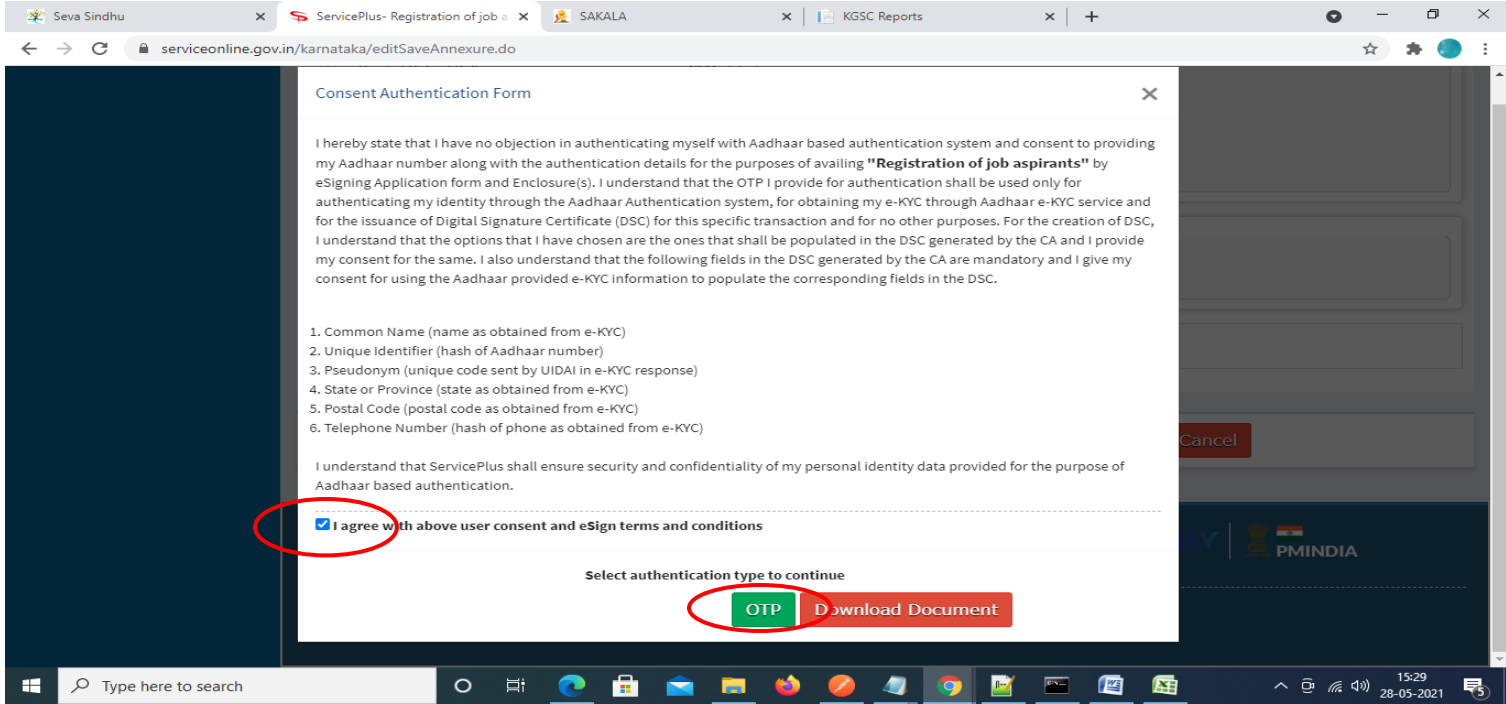 Seva Sindhu
ServicePlus- Registration of job a
SAKALA
KGSC Reports
serviceonline.gov.in/karnataka/editSaveAnnexure.do
Consent Authentication Form
I hereby state that I have no objection in authenticating myself with Aadhaar based authentication system and consent to providing
my Aadhaar number along with the authentication details for the purposes of availing "Registration of job aspirants" by
eSigning Application form and Enclosure(s). I understand that the OTP I provide for authentication shall be used only for
authenticating my identity through the Aadhaar Authentication system, for obtaining my e-KYC through Aadhaar e-KYC service and
for the issuance of Digital Signature Certificate (DSC) for this specific transaction and for no other purposes. For the creation of DSC,
I understand that the options that I have chosen are the ones that shall be populated in the DSC generated by the CA and I provide
my consent for the same. I also understand that the following fields in the DSC generated by the CA are mandatory and I give my
consent for using the Aadhaar provided e-KYC information to populate the corresponding fields in the DSC.
1. Common Name (name as obtained from e-KYC)
2. Unique Identifier (hash of Aadhaar number)
3. Pseudonym (unique code sent by UIDAI in e-KYC response)
4. State or Province (state as obtained from e-KYC)
5. Postal Code (postal code as obtained from e-KYC)
6. Telephone Number (hash of phone as obtained from e-KYC)
Cancel
I understand that ServicePlus shall ensure security and confidentiality of my personal identity data provided for the purpose of
Aadhaar based authentication.
I agree with above user consent and eSign terms and conditions
PMINDIA
Select authentication type to continue
OTP
Download Document
Type here to search
15:29
28-05-2021
5